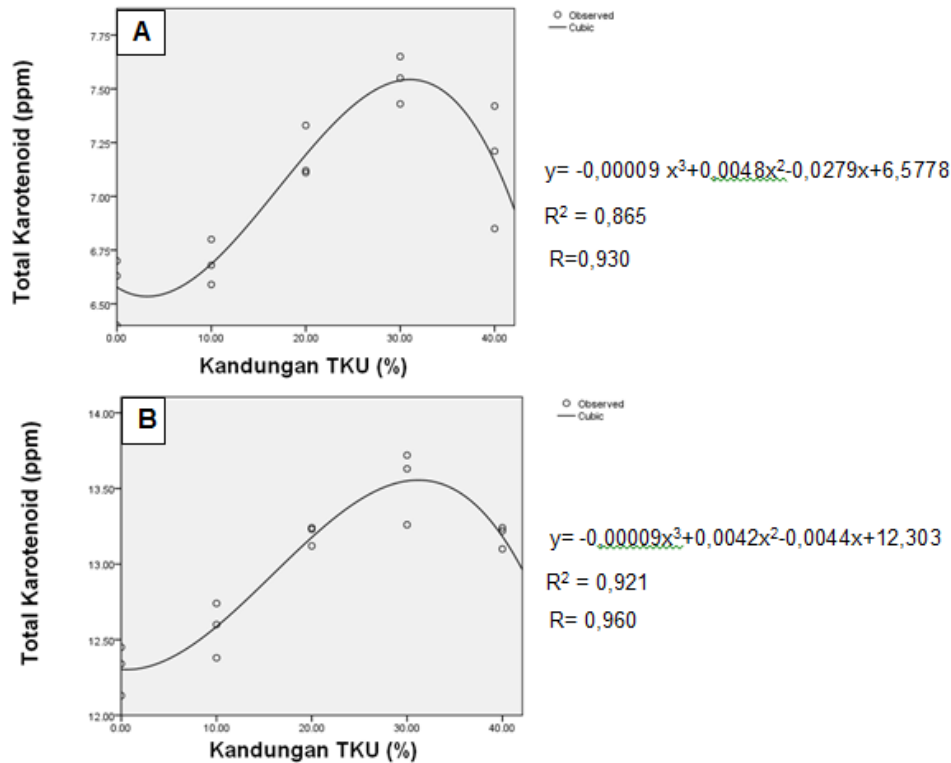 A
Total Karotenoid (ppm)
7.75
7.50
7.25
7.00
6.75
6.50
0.00 10.00 20.00 30.00 40.00
Kandungan TKU (%)
Observed
Cubic
y= -0,00009 x³+0,0048x²-0,0279x+6,5778
R² = 0,865
R=0,930
B
Total Karotenoid (ppm)
14.00
13.50
13.00
12.50
12.00
0.00 10.00 20.00 30.00 40.00
Kandungan TKU (%)
Observed
Cubic
y= -0,00009x³+0,0042x²-0,0044x+12,303
R² = 0,921
R= 0,960